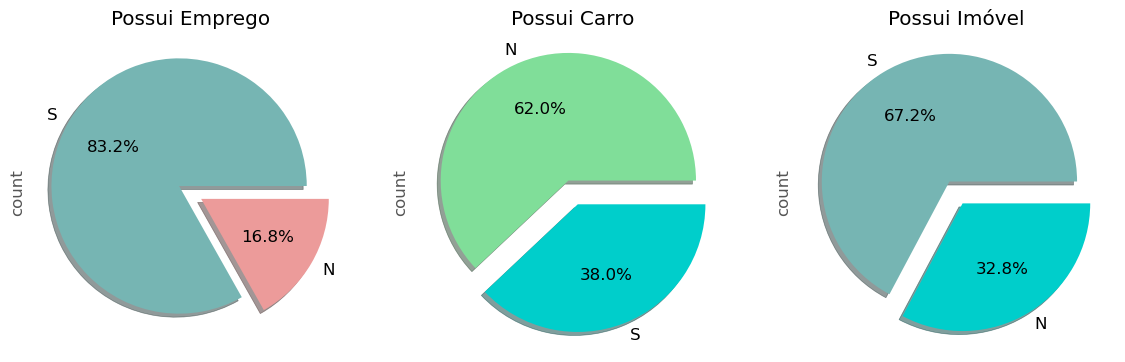 Possui Emprego
S
83.2%
16.8%
N
count
Possui Carro
N
62.0%
38.0%
S
count
Possui Imóvel
S
67.2%
32.8%
N
count